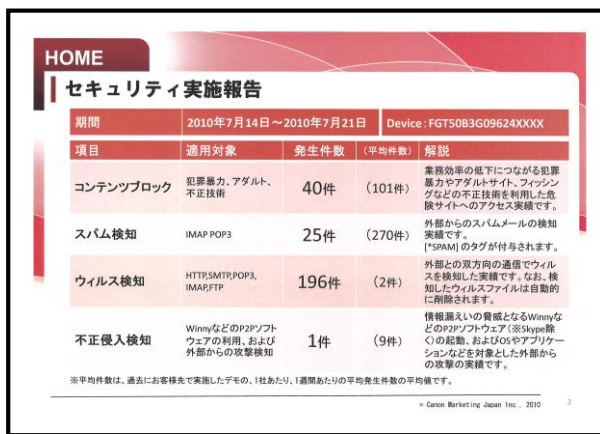 HOME
セキュリティ実施報告
期間 2010年7月14日～2010年7月21日 Device:FGT50B3G09624XXXX
項目 適用対象 発生件数 (平均件数) 解説
コンテンツブロック 犯罪暴力、アダルト、 40件 (101件) 業務効率の低下につながる犯罪
不正技術 暴力やアダルトサイト、フィッシン
グなどの不正技術を利用した危
険サイトへのアクセス実績です。
スパム検知 IMAP POP3 25件 (270件) 外部からのスパムメールの検知
実績です。
[*SPAM]のタグが付与されます。
ウィルス検知 HTTP,SMTP,POP3, 196件 (2件) 外部との双方向の通信でウィル
IMAP,FTP スを検知した実績です。なお、検
知したウィルスファイルは自動的
に削除されます。
不正侵入検知 WinnyなどのP2Pソフト 1件 (9件) 情報漏えいの脅威となるWinnyな
ウェアの利用、および どのP2Pソフトウェア(※Skype除
外部からの攻撃検知 く)の起動、およびOSやアプリケー
ションなどを対象とした外部から
の攻撃の実績です。
※平均件数は、過去にお客様先で実施したデモの、1社あたり、1週間あたりの平均発生件数の平均値です。
© Canon Marketing Japan Inc., 2010 2